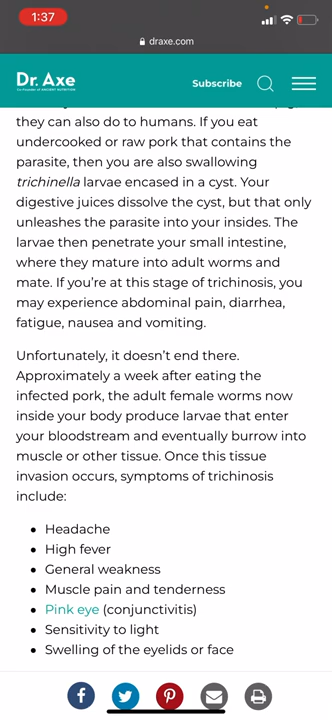 1:37
draxe.com
Dr. Axe
Subscribe
they can also do to humans. If you eat
undercooked or raw pork that contains the
parasite, then you are also swallowing
trichinella larvae encased in a cyst. Your
digestive juices dissolve the cyst, but that only
unleashes the parasite into your insides. The
larvae then penetrate your small intestine,
where they mature into adult worms and
mate. If you're at this stage of trichinosis, you
may experience abdominal pain, diarrhea,
fatigue, nausea and vomiting.
Unfortunately, it doesn't end there.
Approximately a week after eating the
infected pork, the adult female worms now
inside your body produce larvae that enter
your bloodstream and eventually burrow into
muscle or other tissue. Once this tissue
invasion occurs, symptoms of trichinosis
include:
• Headache
• High fever
• General weakness
• Muscle pain and tenderness
• Pink eye (conjunctivitis)
• Sensitivity to light
• Swelling of the eyelids or face